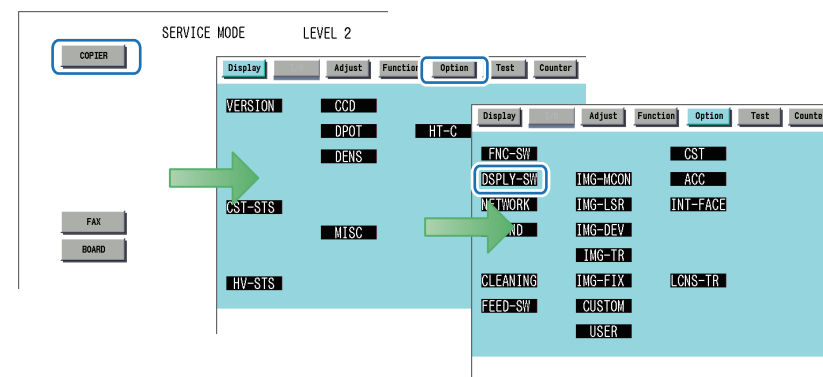 SERVICE MODE LEVEL 2
COPIER
FAX
BOARD
Display Adjust Function Option Test Counter
VERSION CCD
DPOT HT-C
DENS
CST-STS
MISC
HV-STS
Display Adjust Function Option Test Counte
FNC-SW CST
DSPLY-SW IMG-MCON ACC
NETWORK IMG-LSR INT-FACE
ND IMG-DEV
IMG-TR
CLEANING IMG-FIX LCNS-TR
FEED-SW CUSTOM
USER